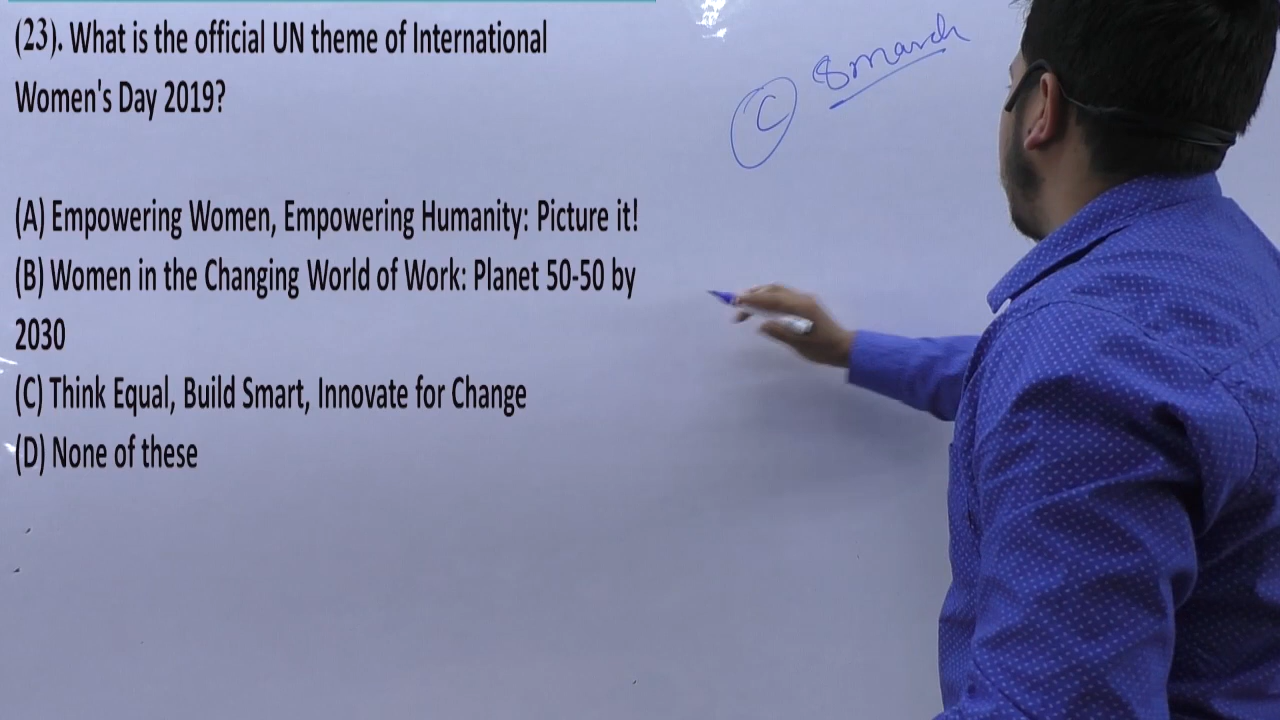 (23). What is the official UN theme of International
Women's Day 2019?
(A) Empowering Women, Empowering Humanity: Picture it!
(B) Women in the Changing World of Work: Planet 50-50 by
2030
(C) Think Equal, Build Smart, Innovate for Change
(D) None of these
C
8 march